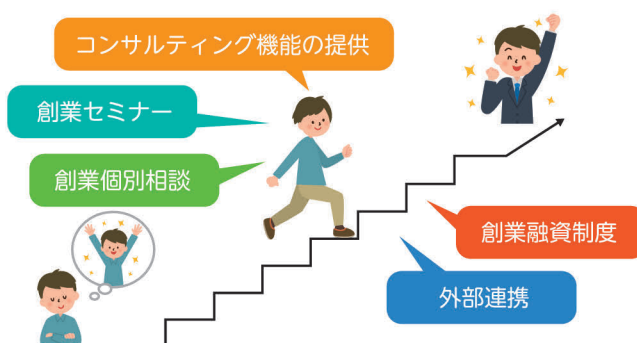 コンサルティング機能の提供
創業セミナー
創業個別相談
創業融資制度
外部連携